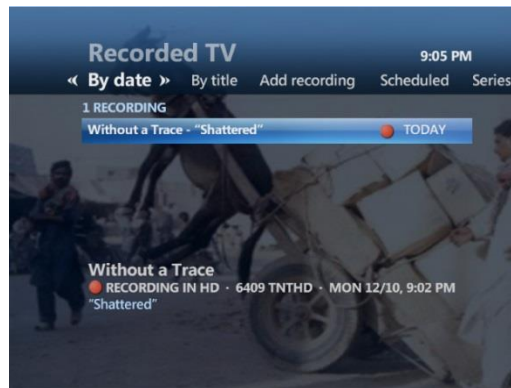 Recorded TV
9:05 PM
« By date » By title Add recording Scheduled Series
1 RECORDING
Without a Trace - "Shattered" TODAY
Without a Trace
RECORDING IN HD · 6409 TNTHD · MON 12/10, 9:02 PM
"Shattered"